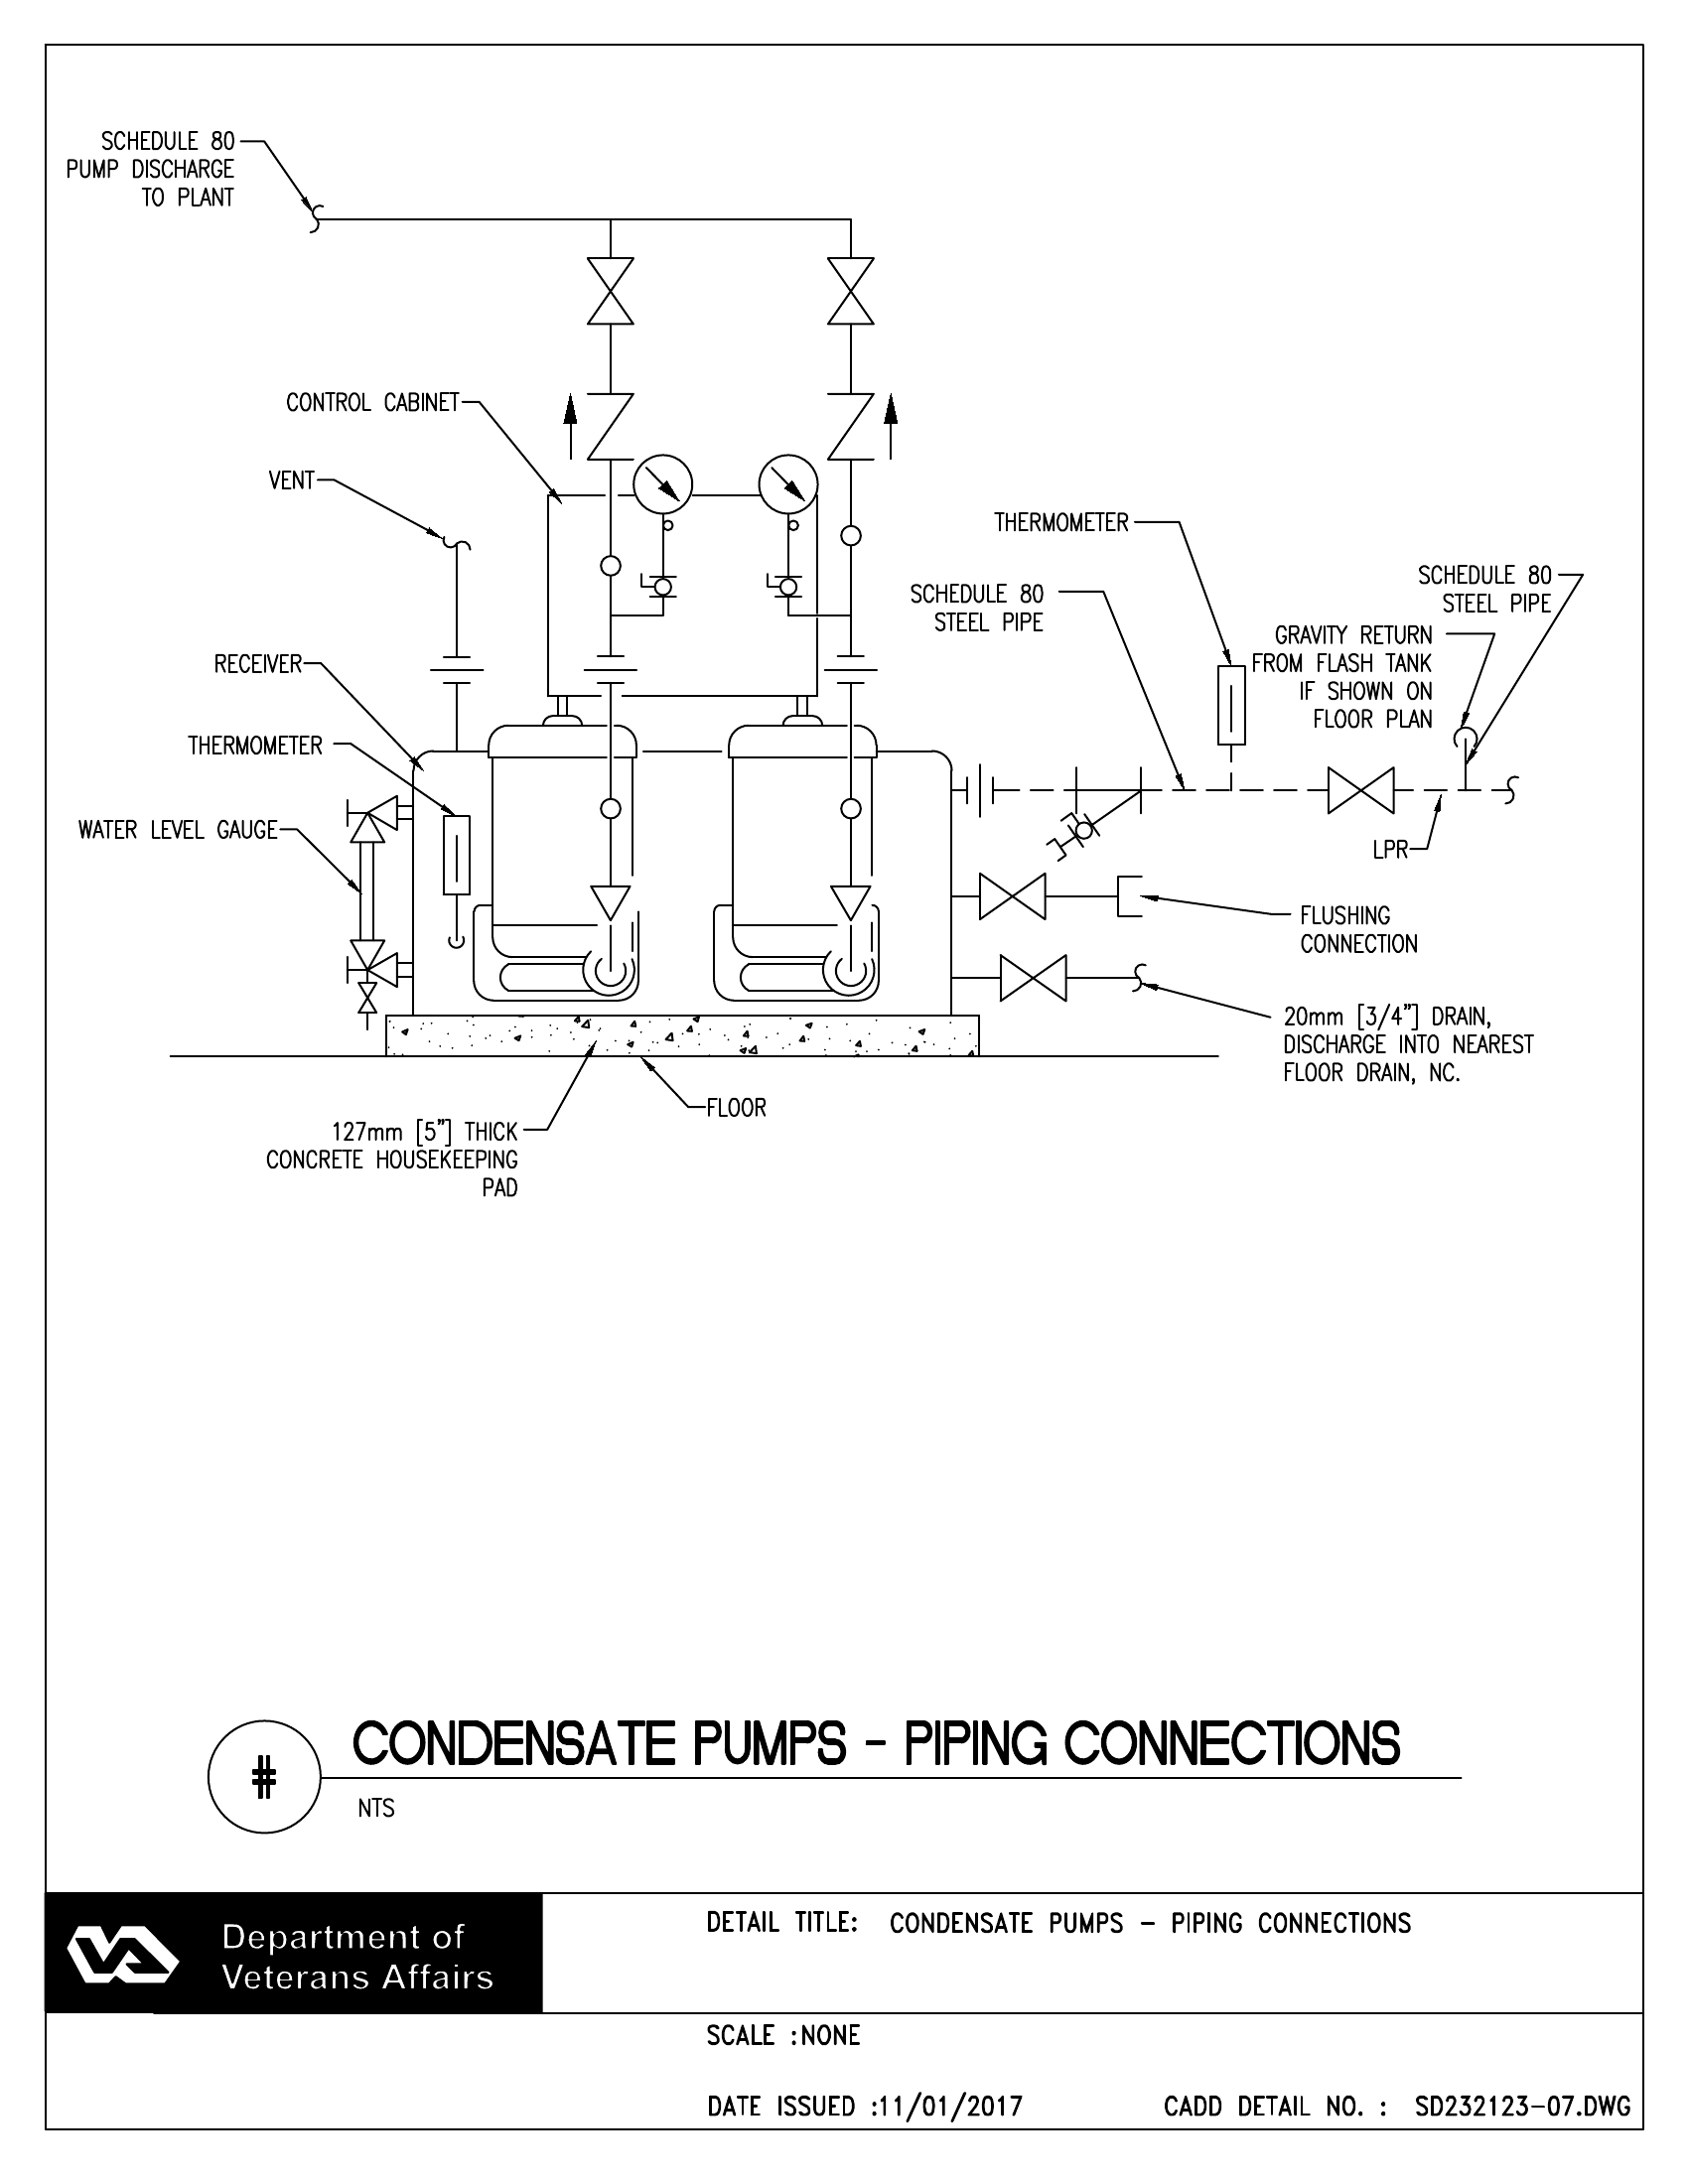 SCHEDULE 80
PUMP DISCHARGE
TO PLANT
CONTROL CABINET
VENT
THERMOMETER
SCHEDULE 80
STEEL PIPE
SCHEDULE 80
STEEL PIPE
GRAVITY RETURN
FROM FLASH TANK
IF SHOWN ON
FLOOR PLAN
RECEIVER
THERMOMETER
WATER LEVEL GAUGE
LPR
FLUSHING
CONNECTION
20mm [3/4"] DRAIN,
DISCHARGE INTO NEAREST
FLOOR DRAIN, NC.
FLOOR
127mm [5"] THICK
CONCRETE HOUSEKEEPING
PAD
#
CONDENSATE PUMPS - PIPING CONNECTIONS
NTS
VA
Department of
Veterans Affairs
DETAIL TITLE: CONDENSATE PUMPS - PIPING CONNECTIONS
SCALE :NONE
DATE ISSUED :11/01/2017
CADD DETAIL NO. : SD232123-07.DWG